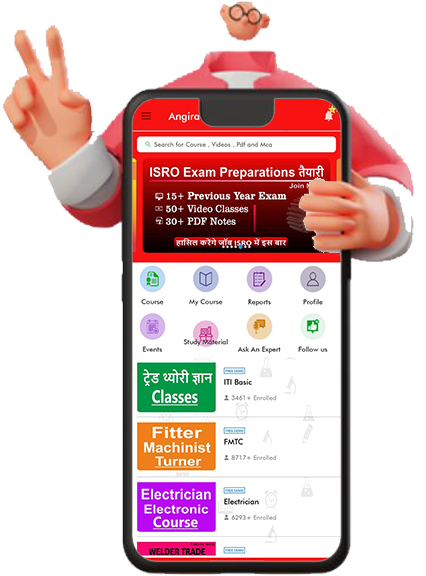 Angira
Search for Course , Videos , Pdf and Mcq
ISRO Exam Preparations तैयारी
Join
15+ Previous Year Exam
50+ Video Classes
30+ PDF Notes
हासिल करेंगे जॉब ISRO में इस बार
Course My Course Reports Profile
Events Study Material Ask An Expert Follow us
ट्रेड थ्योरी ज्ञान
Classes
FREE DEMO
ITI Basic
3461+ Enrolled
Fitter
Machinist
Turner
FREE DEMO
FMTC
8717+ Enrolled
Electrician
Electronic
Course
FREE DEMO
Electrician
6293+ Enrolled
WELDER TRADE
FREE DEMO